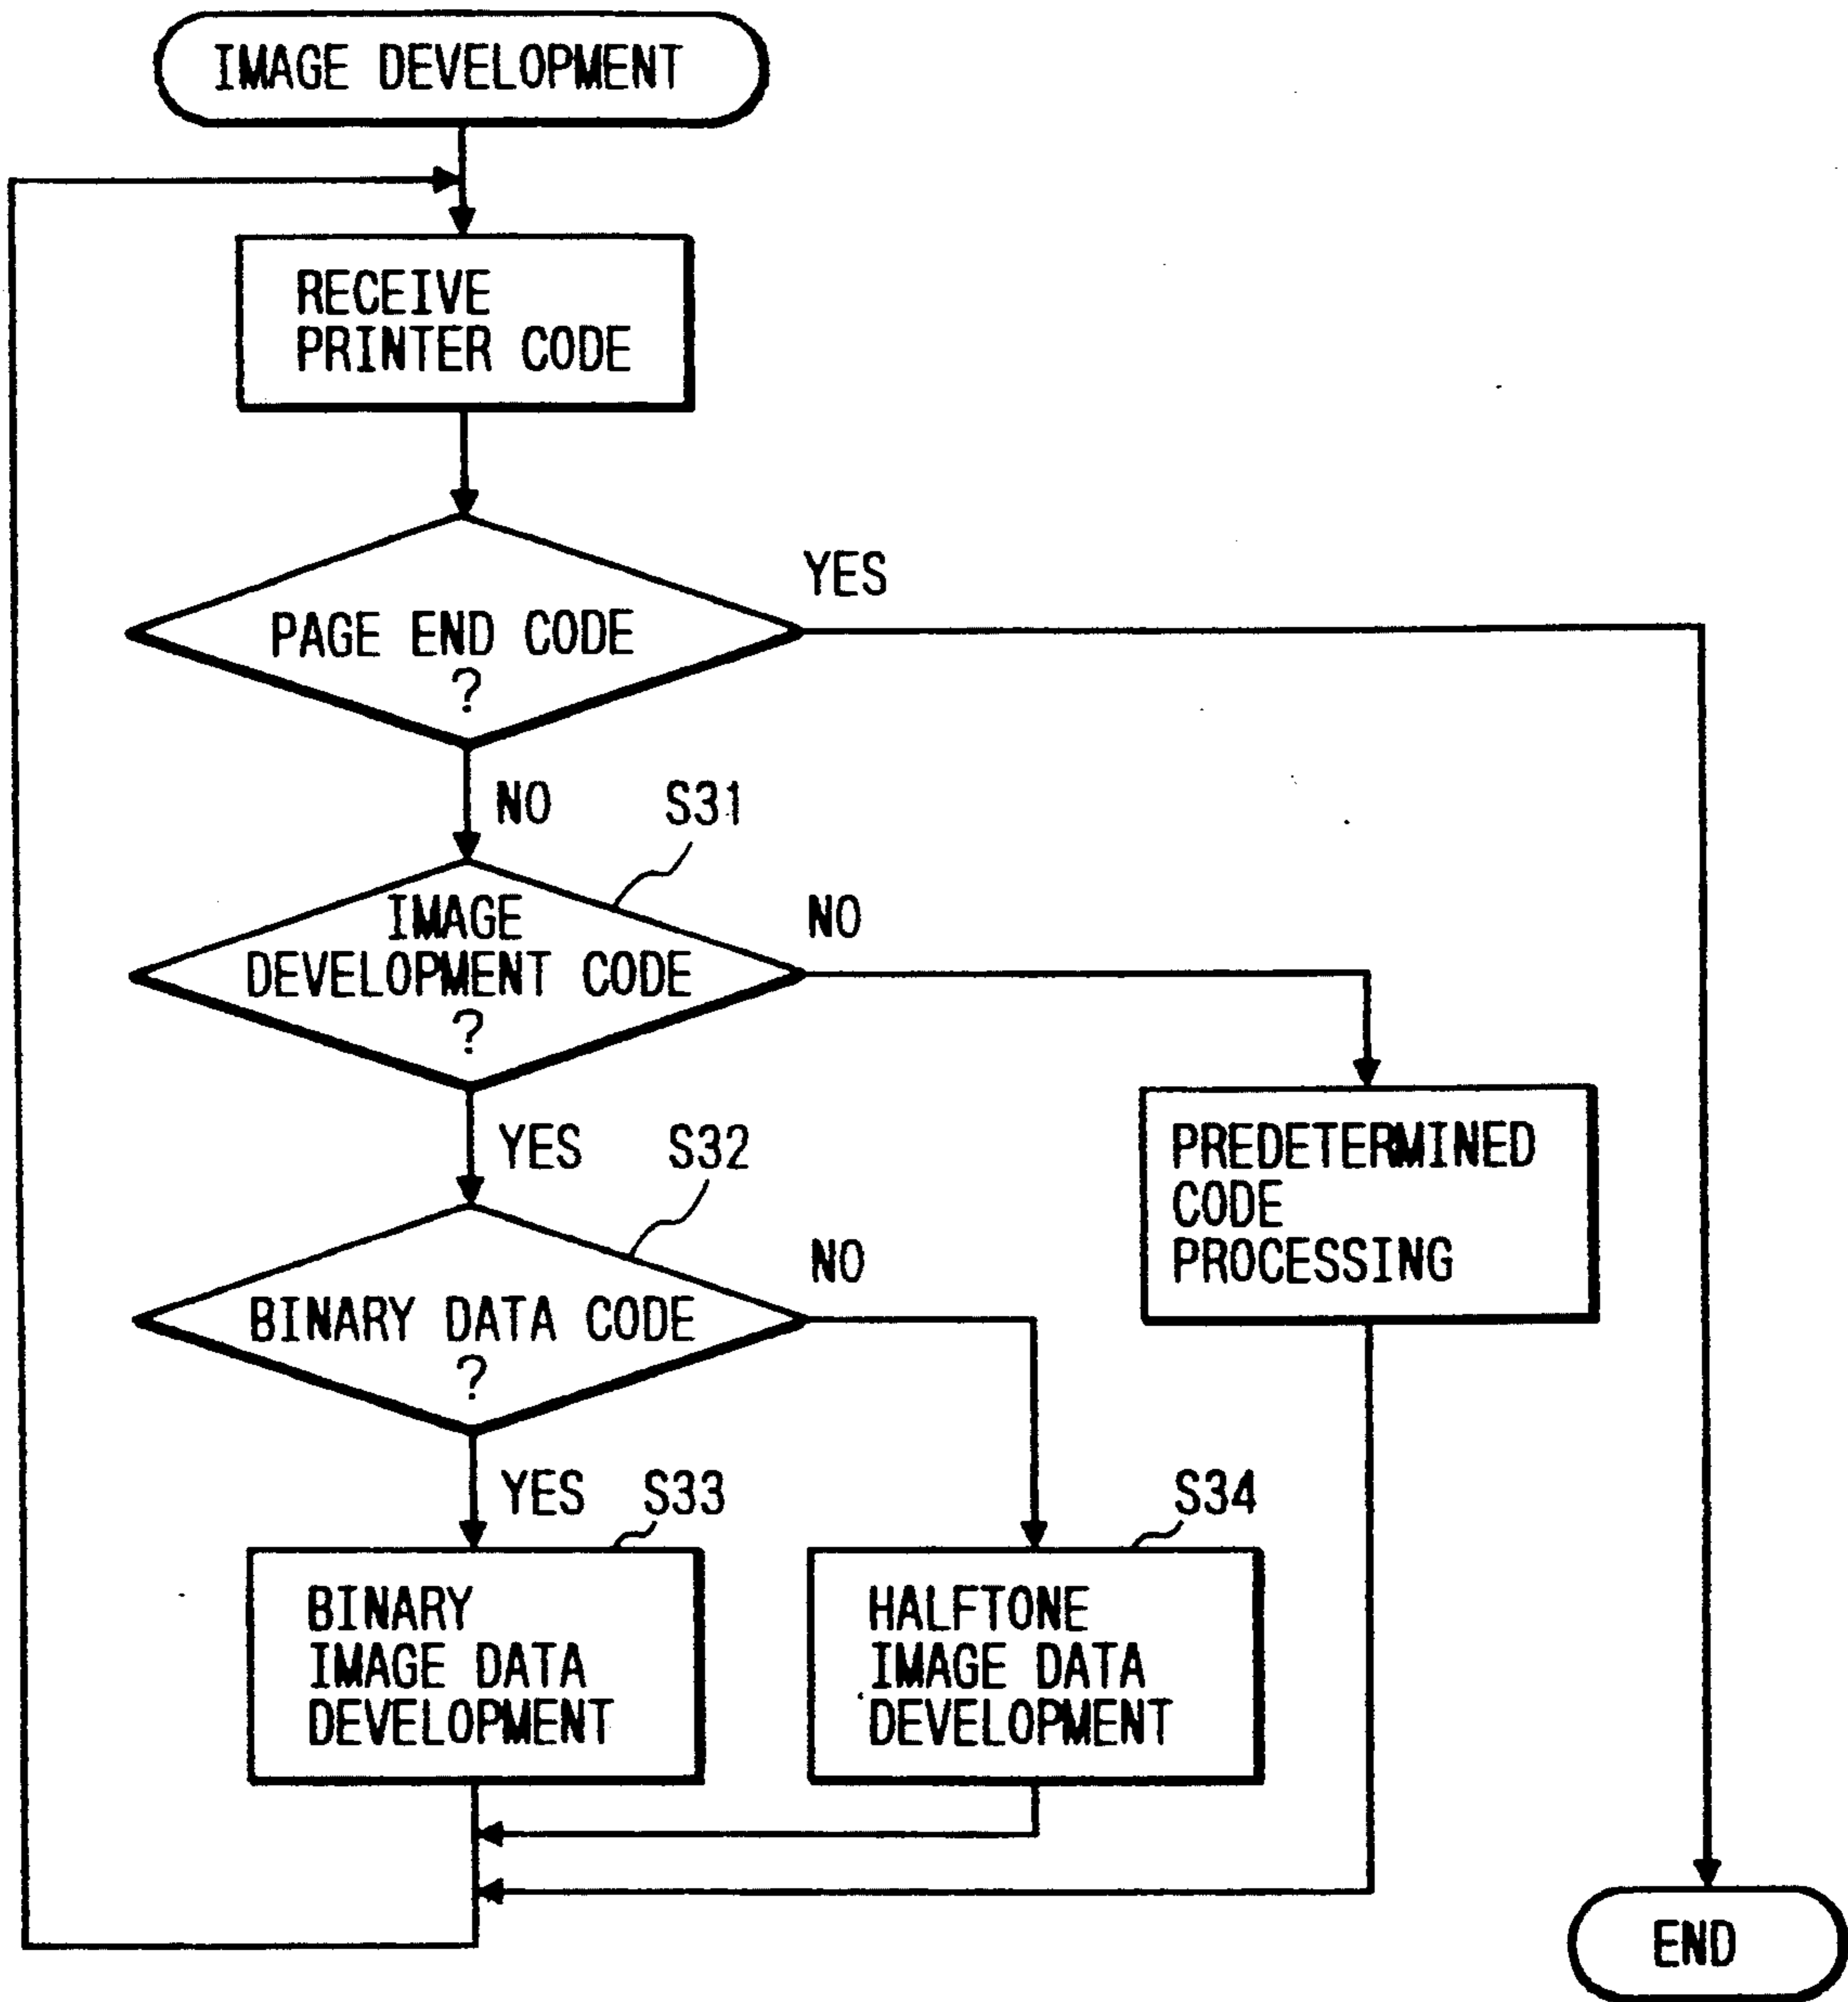 IMAGE DEVELOPMENT
RECEIVE
PRINTER CODE
YES
PAGE END CODE
?
NO
S31
IMAGE
DEVELOPMENT CODE
?
NO
YES
S32
PREDETERMINED
CODE
PROCESSING
NO
BINARY DATA CODE
?
YES
S33
S34
BINARY
IMAGE DATA
DEVELOPMENT
HALFTONE
IMAGE DATA
DEVELOPMENT
END